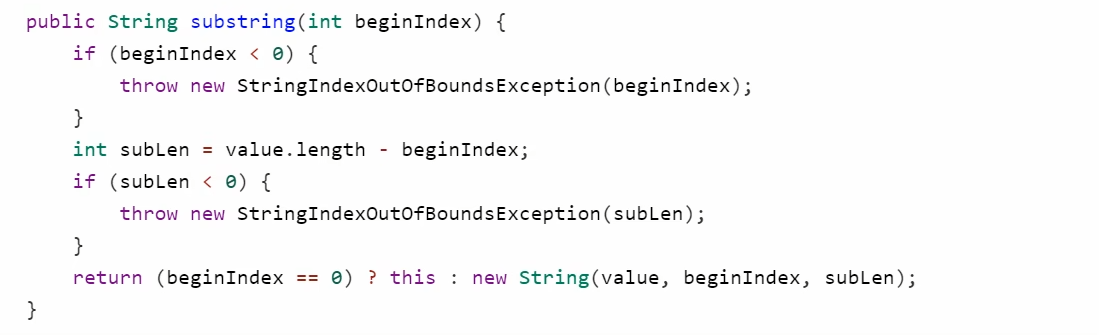 public String substring(int beginIndex) {
    if (beginIndex < 0) {
        throw new StringIndexOutOfBoundsException(beginIndex);
    }
    int subLen = value.length - beginIndex;
    if (subLen < 0) {
        throw new StringIndexOutOfBoundsException(subLen);
    }
    return (beginIndex == 0) ? this : new String(value, beginIndex, subLen);
}